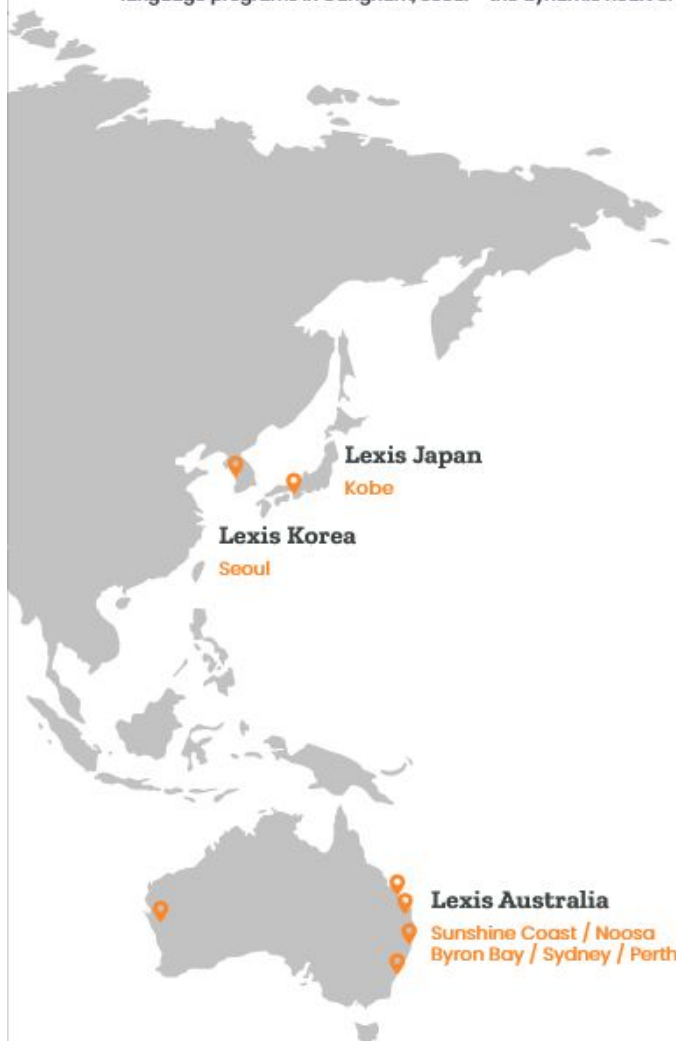 Lexis Japan
Kobe
Lexis Korea
Seoul
Lexis Australia
Sunshine Coast / Noosa
Byron Bay / Sydney / Perth